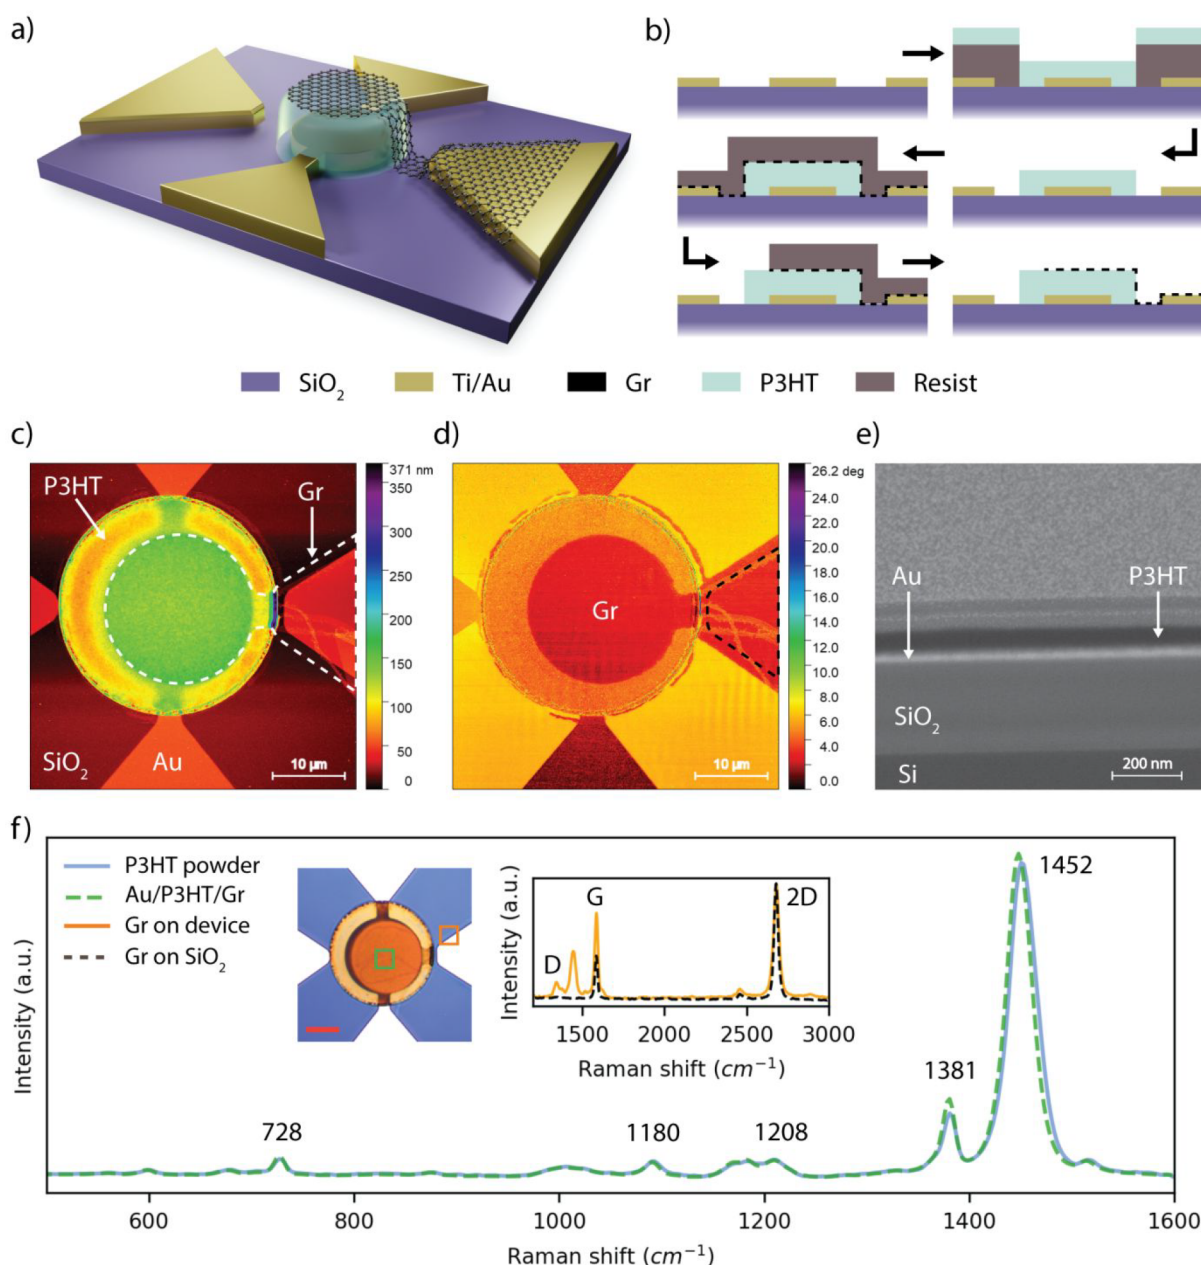 a)
b)
SiO₂
Ti/Au
Gr
P3HT
Resist
c)
d)
e)
P3HT
Gr
SiO₂
Au
10 µm
371 nm
350
300
250
200
150
100
50
0
Gr
10 µm
26.2 deg
24.0
22.0
20.0
18.0
16.0
14.0
12.0
10.0
8.0
6.0
4.0
0.0
Au
P3HT
SiO₂
Si
200 nm
f)
P3HT powder
Au/P3HT/Gr
Gr on device
Gr on SiO₂
Intensity (a.u.)
D
G
2D
1500
2000
2500
3000
Raman shift (cm⁻¹)
1452
1381
728
1180
1208
Intensity (a.u.)
600
800
1000
1200
1400
1600
Raman shift (cm⁻¹)